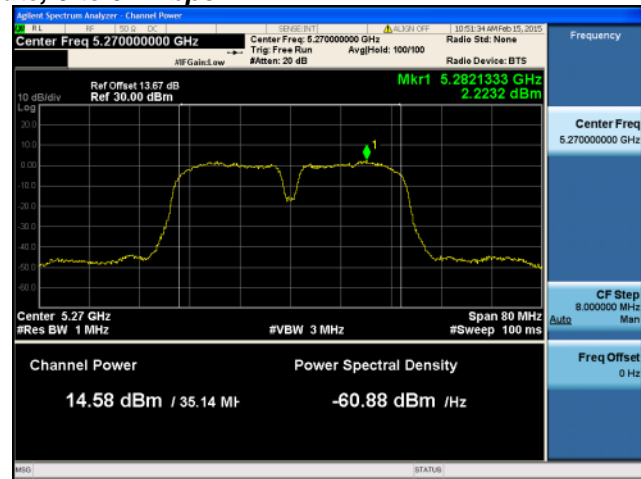 Agilent Spectrum Analyzer - Channel Power
RL RF 50 Ω DC SENSE:INT ALIGN OFF 10:51:34 AM Feb 15, 2015
Center Freq 5.270000000 GHz Center Freq: 5.270000000 GHz Radio Std: None
Trig: Free Run Avg|Hold: 100/100
#IFGain:Low #Atten: 20 dB Radio Device: BTS
Frequency
Ref Offset 13.67 dB Mkr1 5.2821333 GHz
10 dB/div Ref 30.00 dBm 2.2232 dBm
Log
20.0
10.0
0.00
-10.0
-20.0
-30.0
-40.0
-50.0
-60.0
1
Center 5.27 GHz Span 80 MHz
#Res BW 1 MHz #VBW 3 MHz #Sweep 100 ms
Channel Power Power Spectral Density
14.58 dBm / 35.14 MH -60.88 dBm /Hz
Center Freq
5.270000000 GHz
CF Step
8.000000 MHz
Auto Man
Freq Offset
0 Hz
MSG STATUS